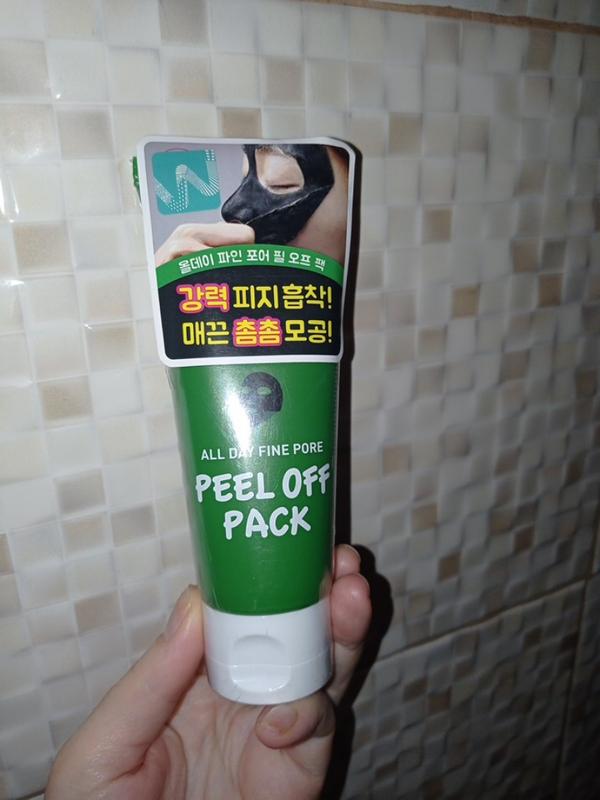 올데이 파인 포어 필 오프 팩
강력 피지 흡착!
매끈 촘촘 모공!
ALL DAY FINE PORE
PEEL OFF
PACK